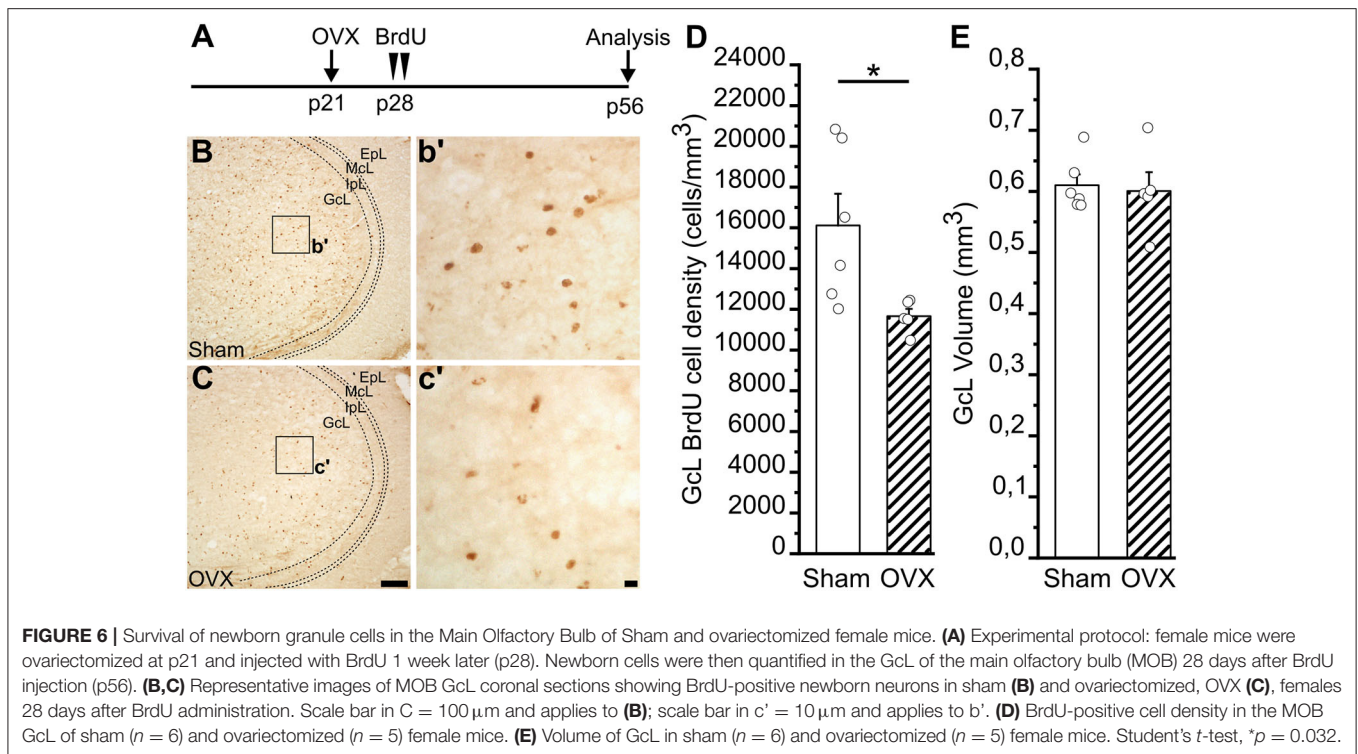 A
OVX BrdU Analysis
p21 p28 p56
B
EpL
McL
IpL
GcL
b'
Sham
b'
C
EpL
McL
IpL
GcL
c'
OVX
c'
D
*
GcL BrdU cell density (cells/mm3)
24000
22000
20000
18000
16000
14000
12000
10000
8000
6000
4000
2000
0
Sham OVX
E
GcL Volume (mm3)
0,8
0,7
0,6
0,5
0,4
0,3
0,2
0,1
0,0
Sham OVX
FIGURE 6 | Survival of newborn granule cells in the Main Olfactory Bulb of Sham and ovariectomized female mice. (A) Experimental protocol: female mice were
ovariectomized at p21 and injected with BrdU 1 week later (p28). Newborn cells were then quantified in the GcL of the main olfactory bulb (MOB) 28 days after BrdU
injection (p56). (B,C) Representative images of MOB GcL coronal sections showing BrdU-positive newborn neurons in sham (B) and ovariectomized, OVX (C), females
28 days after BrdU administration. Scale bar in C = 100 μm and applies to (B); scale bar in c' = 10 μm and applies to b'. (D) BrdU-positive cell density in the MOB
GcL of sham (n = 6) and ovariectomized (n = 5) female mice. (E) Volume of GcL in sham (n = 6) and ovariectomized (n = 5) female mice. Student's t-test, *p = 0.032.